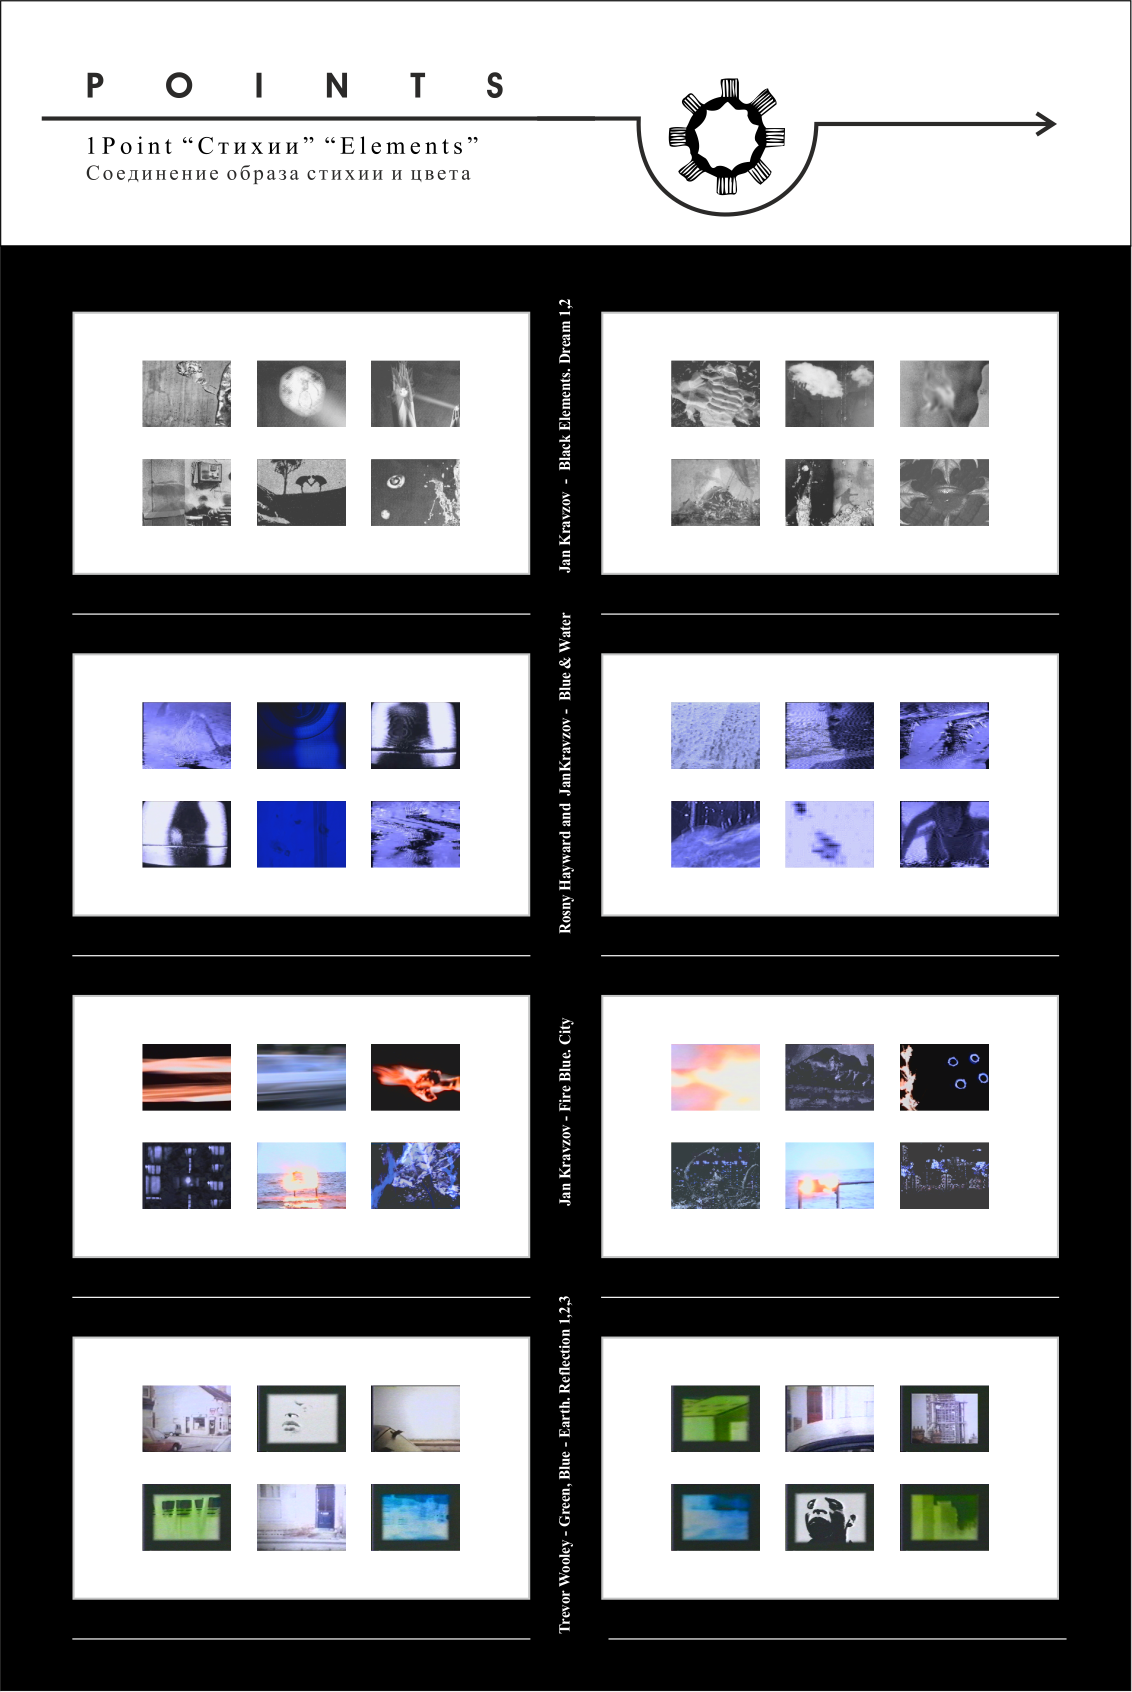 POINTS
1Point “Стихии” “Elements”
Соединение образа стихии и цвета
Jan Kravzov - Black Elements. Dream 1,2
Rosny Hayward and JanKravzov - Blue & Water
Jan Kravzov - Fire Blue. City
Trevor Wooley - Green, Blue - Earth. Reflection 1,2,3